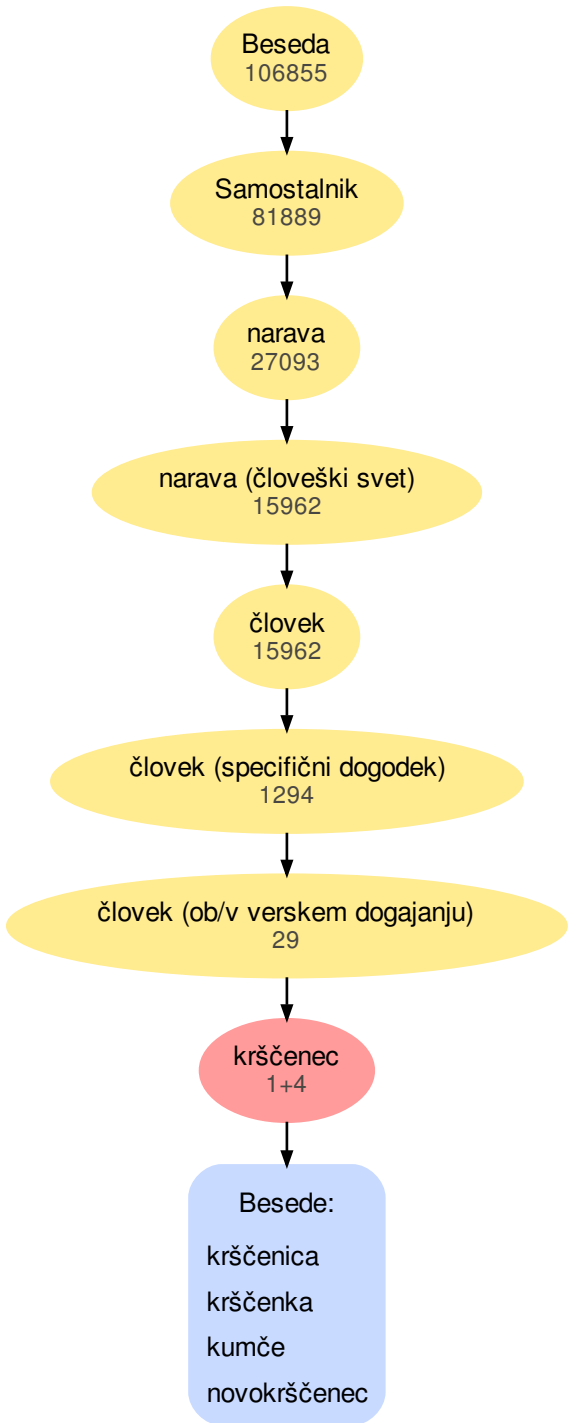 Beseda
106855
Samostalnik
81889
narava
27093
narava (človeški svet)
15962
človek
15962
človek (specifični dogodek)
1294
človek (ob/v verskem dogajanju)
29
krščenec
1+4
Besede:
krščenica
krščenka
kumče
novokrščenec